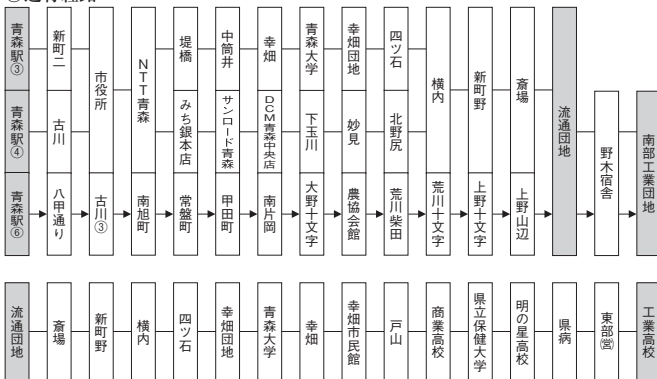 青森駅③
新町二
市役所
NTT青森
堤橋
中筒井
幸畑
青森大学
幸畑団地
四ツ石
横内
新町野
斎場
流通団地
野木宿舎
南部工業団地
青森駅④
古川
みち銀本店
サンロード青森
DCM青森中央店
下玉川
妙見
北野尻
青森駅⑥
八甲通り
古川③
南旭町
常盤町
甲田町
南片岡
大野十文字
農協会館
荒川柴田
荒川十文字
上野十文字
上野山辺
流通団地
斎場
新町野
横内
四ツ石
幸畑団地
青森大学
幸畑
幸畑市民館
戸山
商業高校
県立保健大学
明の星高校
県病
東部㊡
工業高校